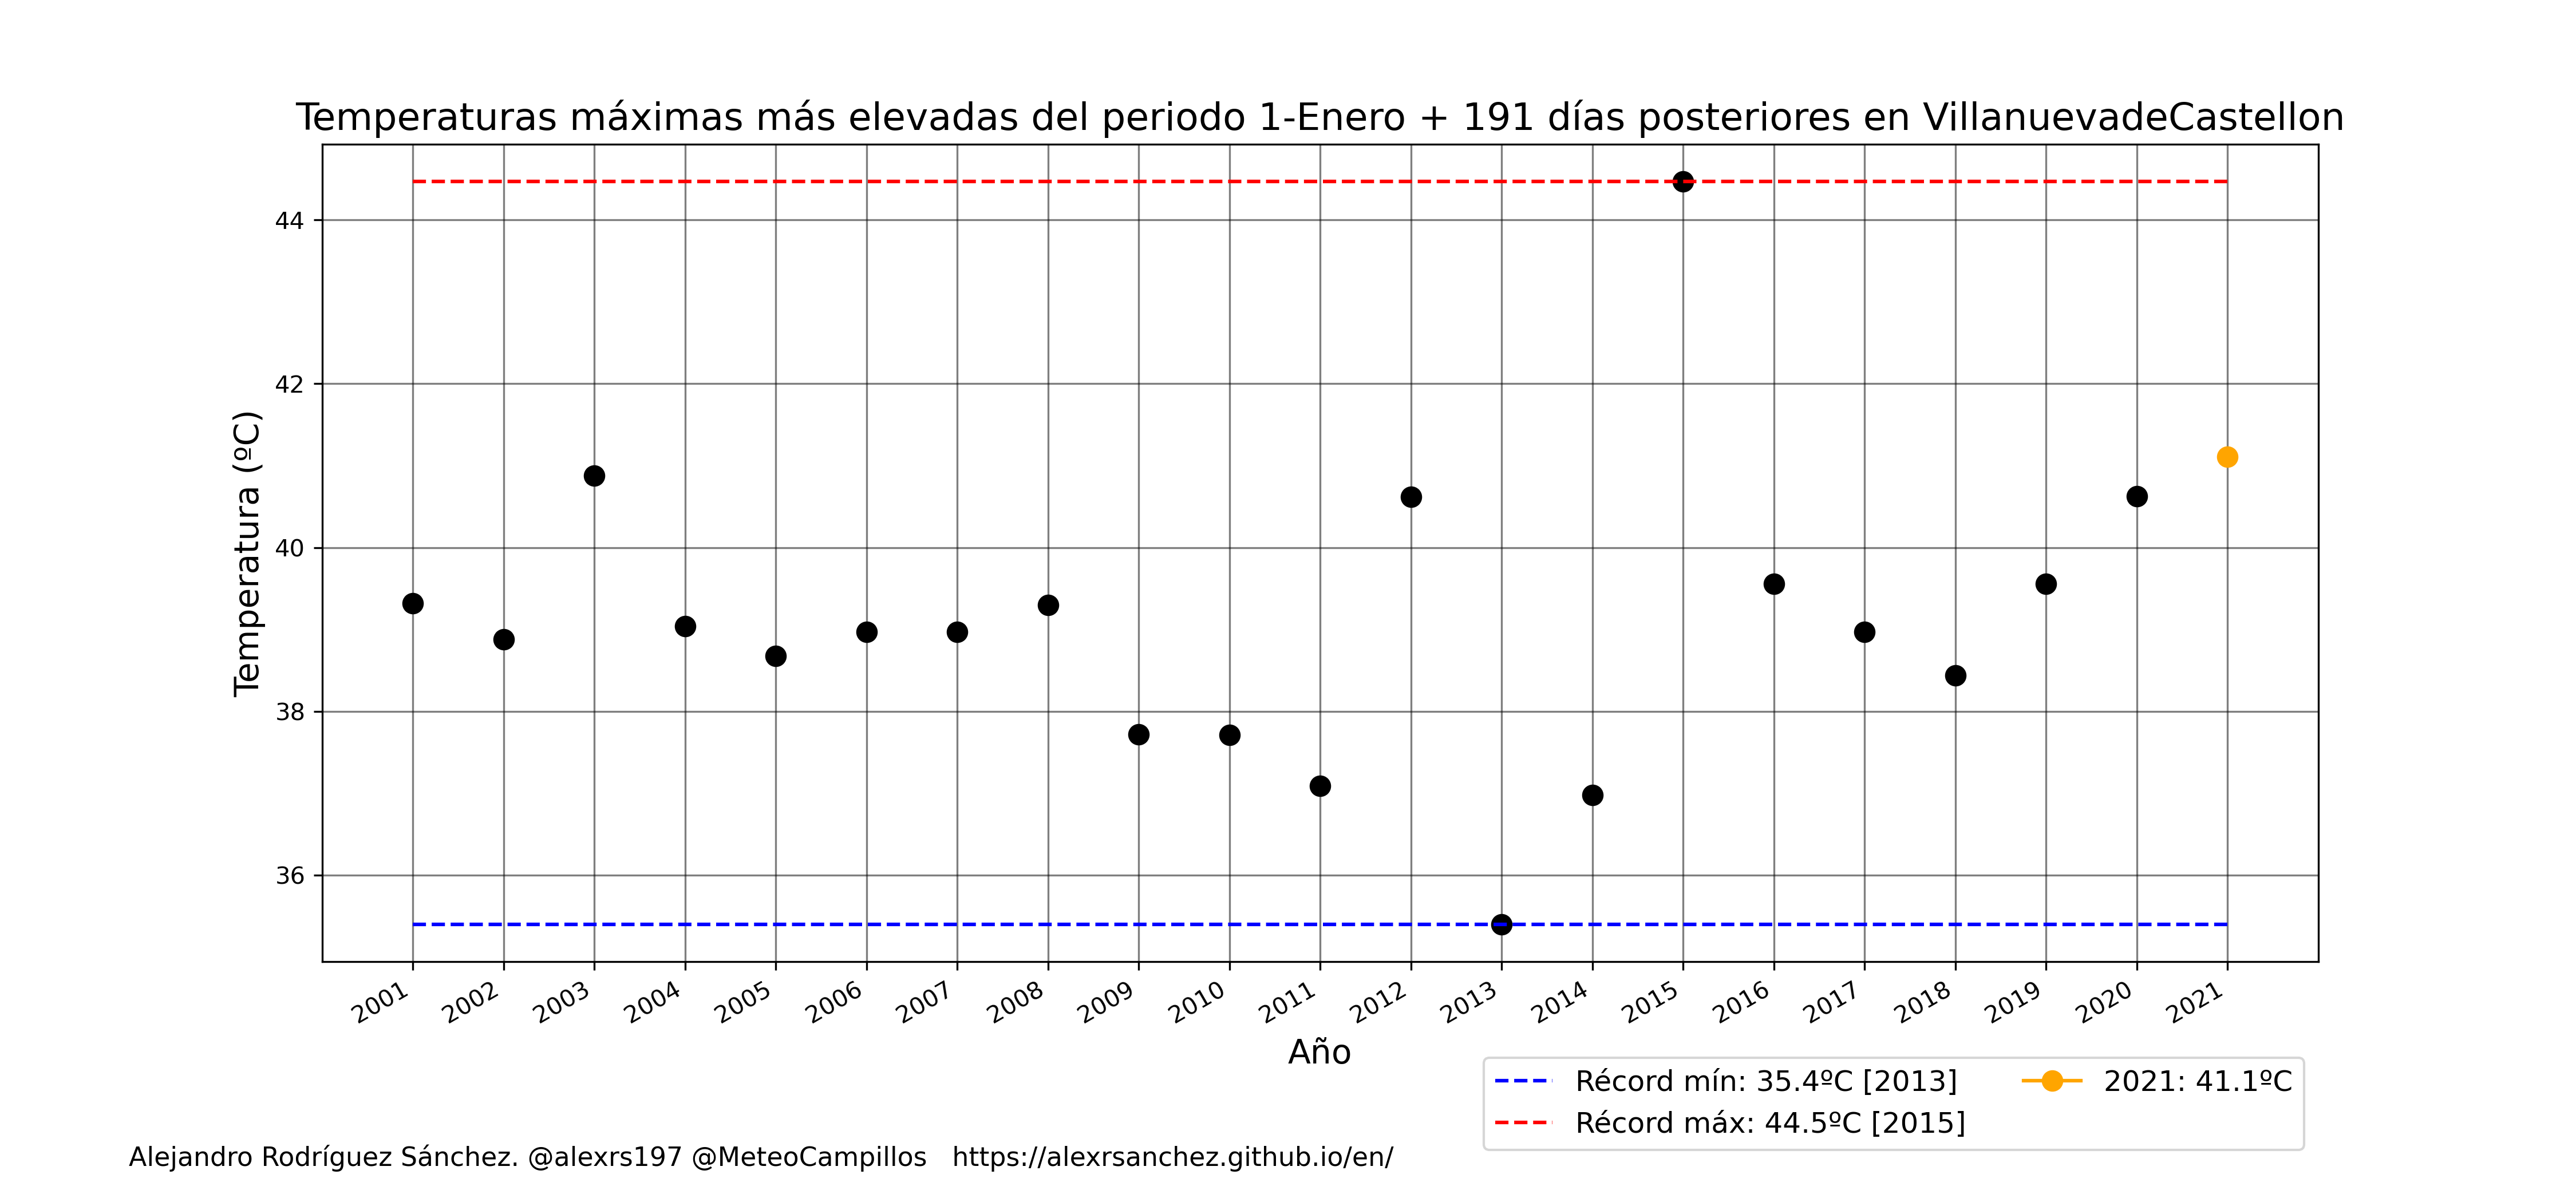 Temperaturas máximas más elevadas del periodo 1-Enero + 191 días posteriores en VillanuevadeCastellon
Temperatura (ºC)
44
42
40
38
36
2001 2002 2003 2004 2005 2006 2007 2008 2009 2010 2011 2012 2013 2014 2015 2016 2017 2018 2019 2020 2021
Año
Récord mín: 35.4ºC [2013]
Récord máx: 44.5ºC [2015]
2021: 41.1ºC
Alejandro Rodríguez Sánchez. @alexrs197 @MeteoCampillos https://alexrsanchez.github.io/en/